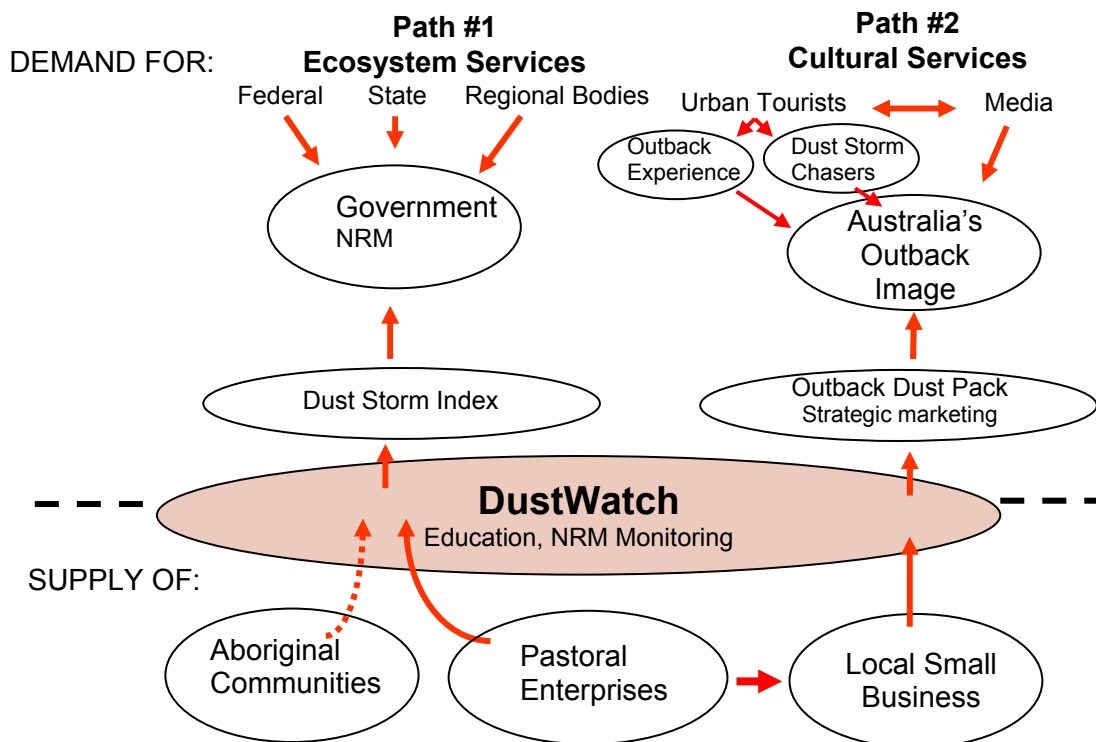 Path #1
Ecosystem Services
Path #2
Cultural Services
DEMAND FOR:
Federal State Regional Bodies
Urban Tourists Media
Outback
Experience
Dust Storm
Chasers
Government
NRM
Australia's
Outback
Image
Dust Storm Index
Outback Dust Pack
Strategic marketing
DustWatch
Education, NRM Monitoring
SUPPLY OF:
Aboriginal
Communities
Pastoral
Enterprises
Local Small
Business